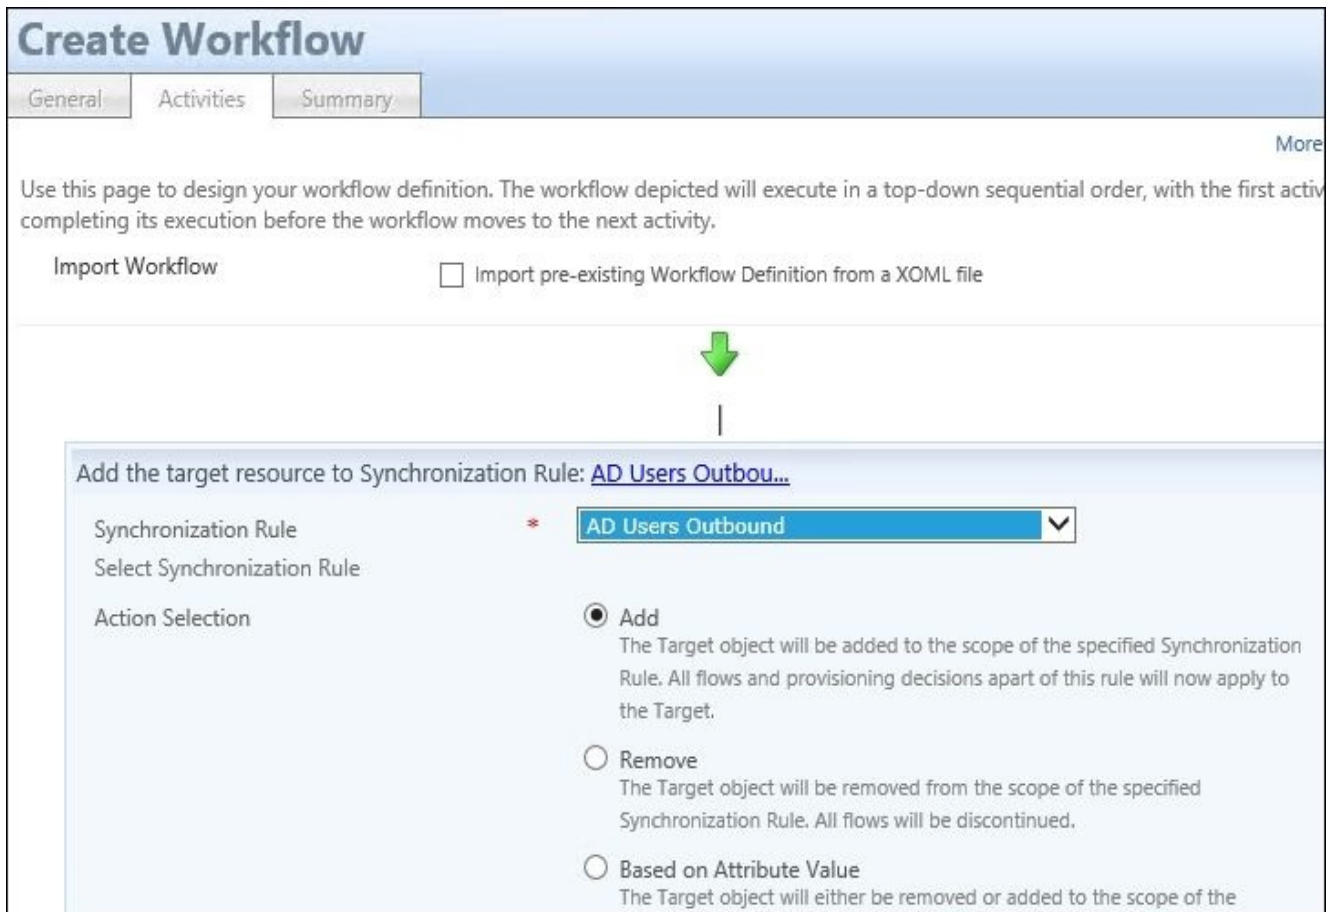 Create Workflow
General Activities Summary
More
Use this page to design your workflow definition. The workflow depicted will execute in a top-down sequential order, with the first activ
completing its execution before the workflow moves to the next activity.
Import Workflow Import pre-existing Workflow Definition from a XOML file
Add the target resource to Synchronization Rule: AD Users Outbou...
Synchronization Rule * AD Users Outbound
Select Synchronization Rule
Action Selection Add
The Target object will be added to the scope of the specified Synchronization
Rule. All flows and provisioning decisions apart of this rule will now apply to
the Target.
Remove
The Target object will be removed from the scope of the specified
Synchronization Rule. All flows will be discontinued.
Based on Attribute Value
The Target object will either be removed or added to the scope of the